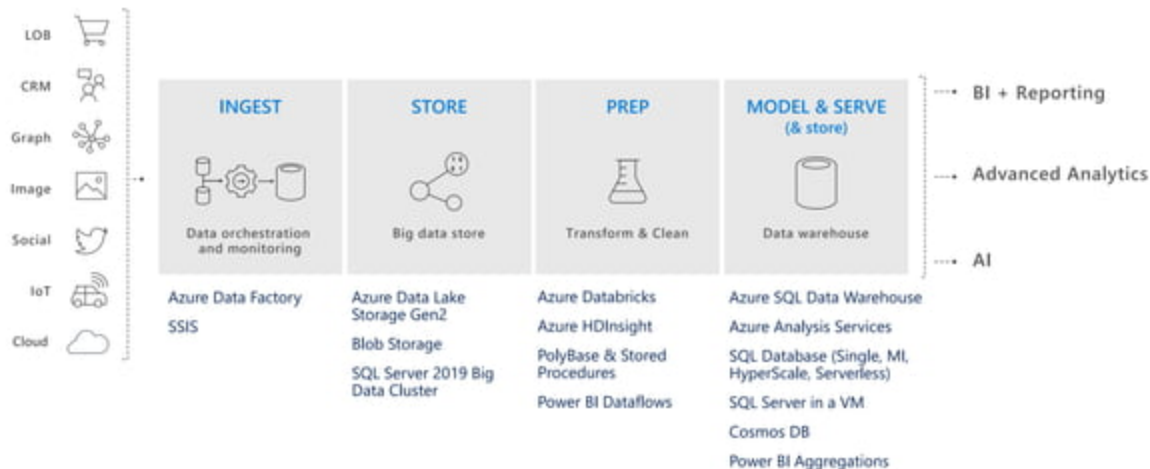 LOB
CRM
Graph
Image
Social
IoT
Cloud
INGEST
Data orchestration
and monitoring
Azure Data Factory
SSIS
STORE
Big data store
Azure Data Lake
Storage Gen2
Blob Storage
SQL Server 2019 Big
Data Cluster
PREP
Transform & Clean
Azure Databricks
Azure HDInsight
PolyBase & Stored
Procedures
Power BI Dataflows
MODEL & SERVE
(& store)
Data warehouse
Azure SQL Data Warehouse
Azure Analysis Services
SQL Database (Single, MI,
HyperScale, Serverless)
SQL Server in a VM
Cosmos DB
Power BI Aggregations
BI + Reporting
Advanced Analytics
AI